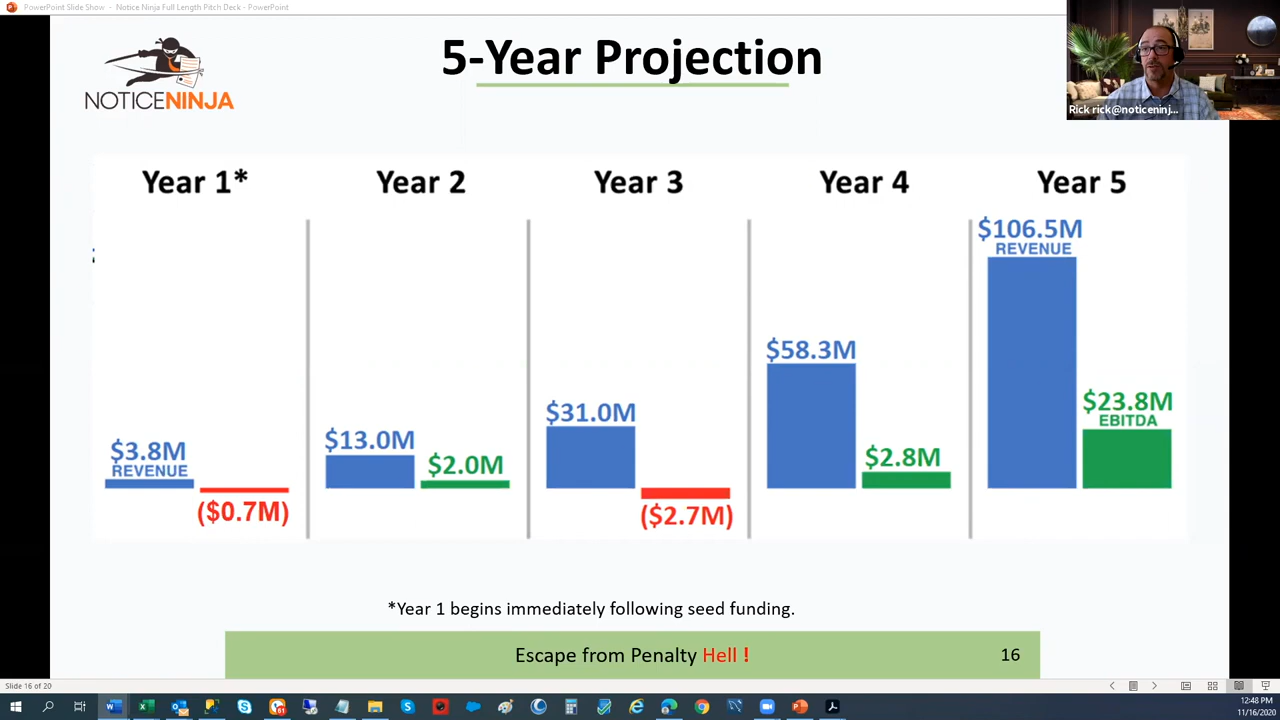 PowerPoint Slide Show - Notice Ninja Full Length Pitch Deck - PowerPoint
NOTICENINJA
5-Year Projection
Rick rick@noticeninj...
Year 1*
Year 2
Year 3
Year 4
Year 5
$3.8M
REVENUE
($0.7M)
$13.0M
$2.0M
$31.0M
($2.7M)
$58.3M
$2.8M
$106.5M
REVENUE
$23.8M
EBITDA
*Year 1 begins immediately following seed funding.
Escape from Penalty Hell !
16
Slide 16 of 20
12:48 PM
11/16/2020